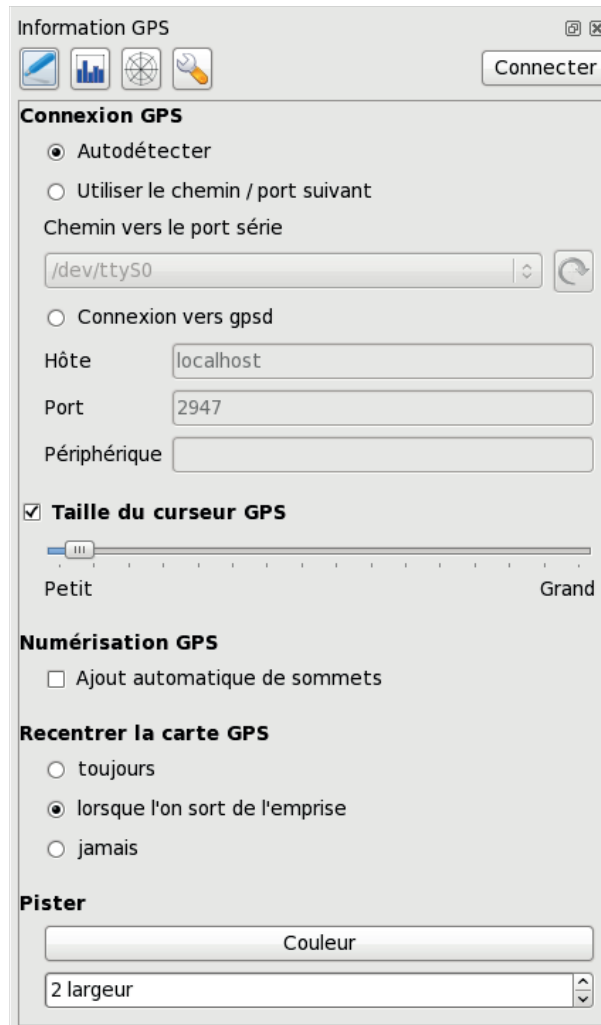 Information GPS
Connecter
Connexion GPS
Autodétecter
Utiliser le chemin / port suivant
Chemin vers le port série
/dev/ttyS0
Connexion vers gpsd
Hôte localhost
Port 2947
Périphérique
Taille du curseur GPS
Petit Grand
Numérisation GPS
Ajout automatique de sommets
Recentrer la carte GPS
toujours
lorsque l'on sort de l'emprise
jamais
Pister
Couleur
2 largeur